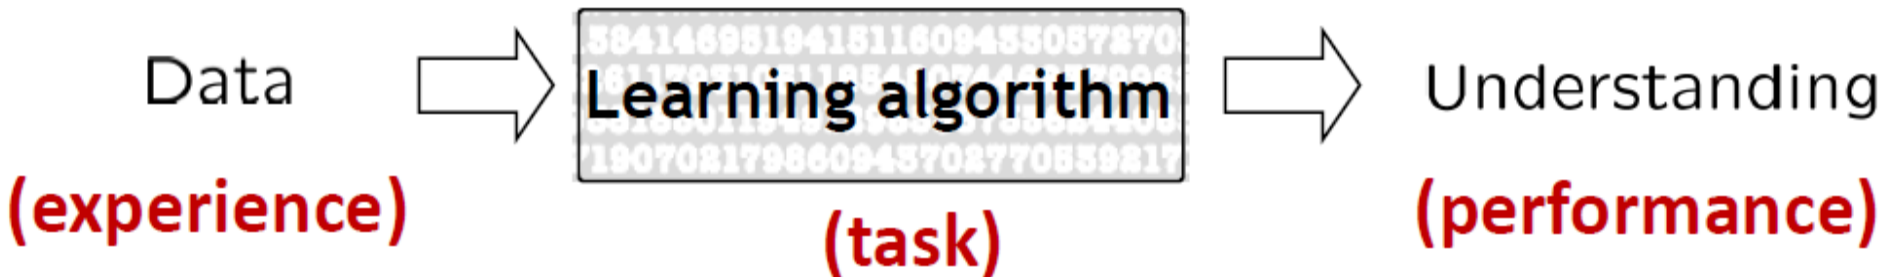 Data
Learning algorithm
Understanding
(experience)
(task)
(performance)